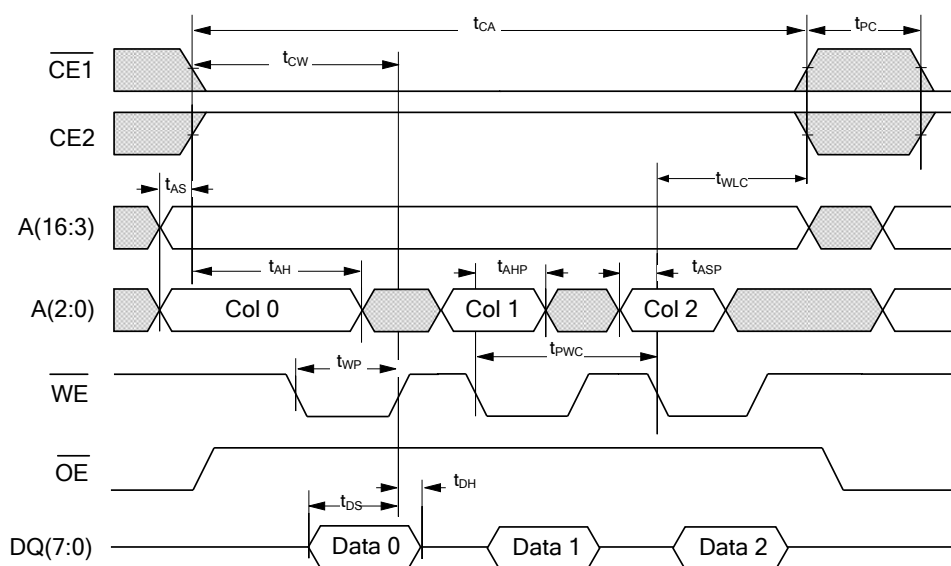 tCA
tPC
CE1
tCW
CE2
tWLC
tAS
A(16:3)
tAH
tAHP
tASP
A(2:0)
Col 0
Col 1
Col 2
tPWC
tWP
WE
OE
tDH
tDS
DQ(7:0)
Data 0
Data 1
Data 2